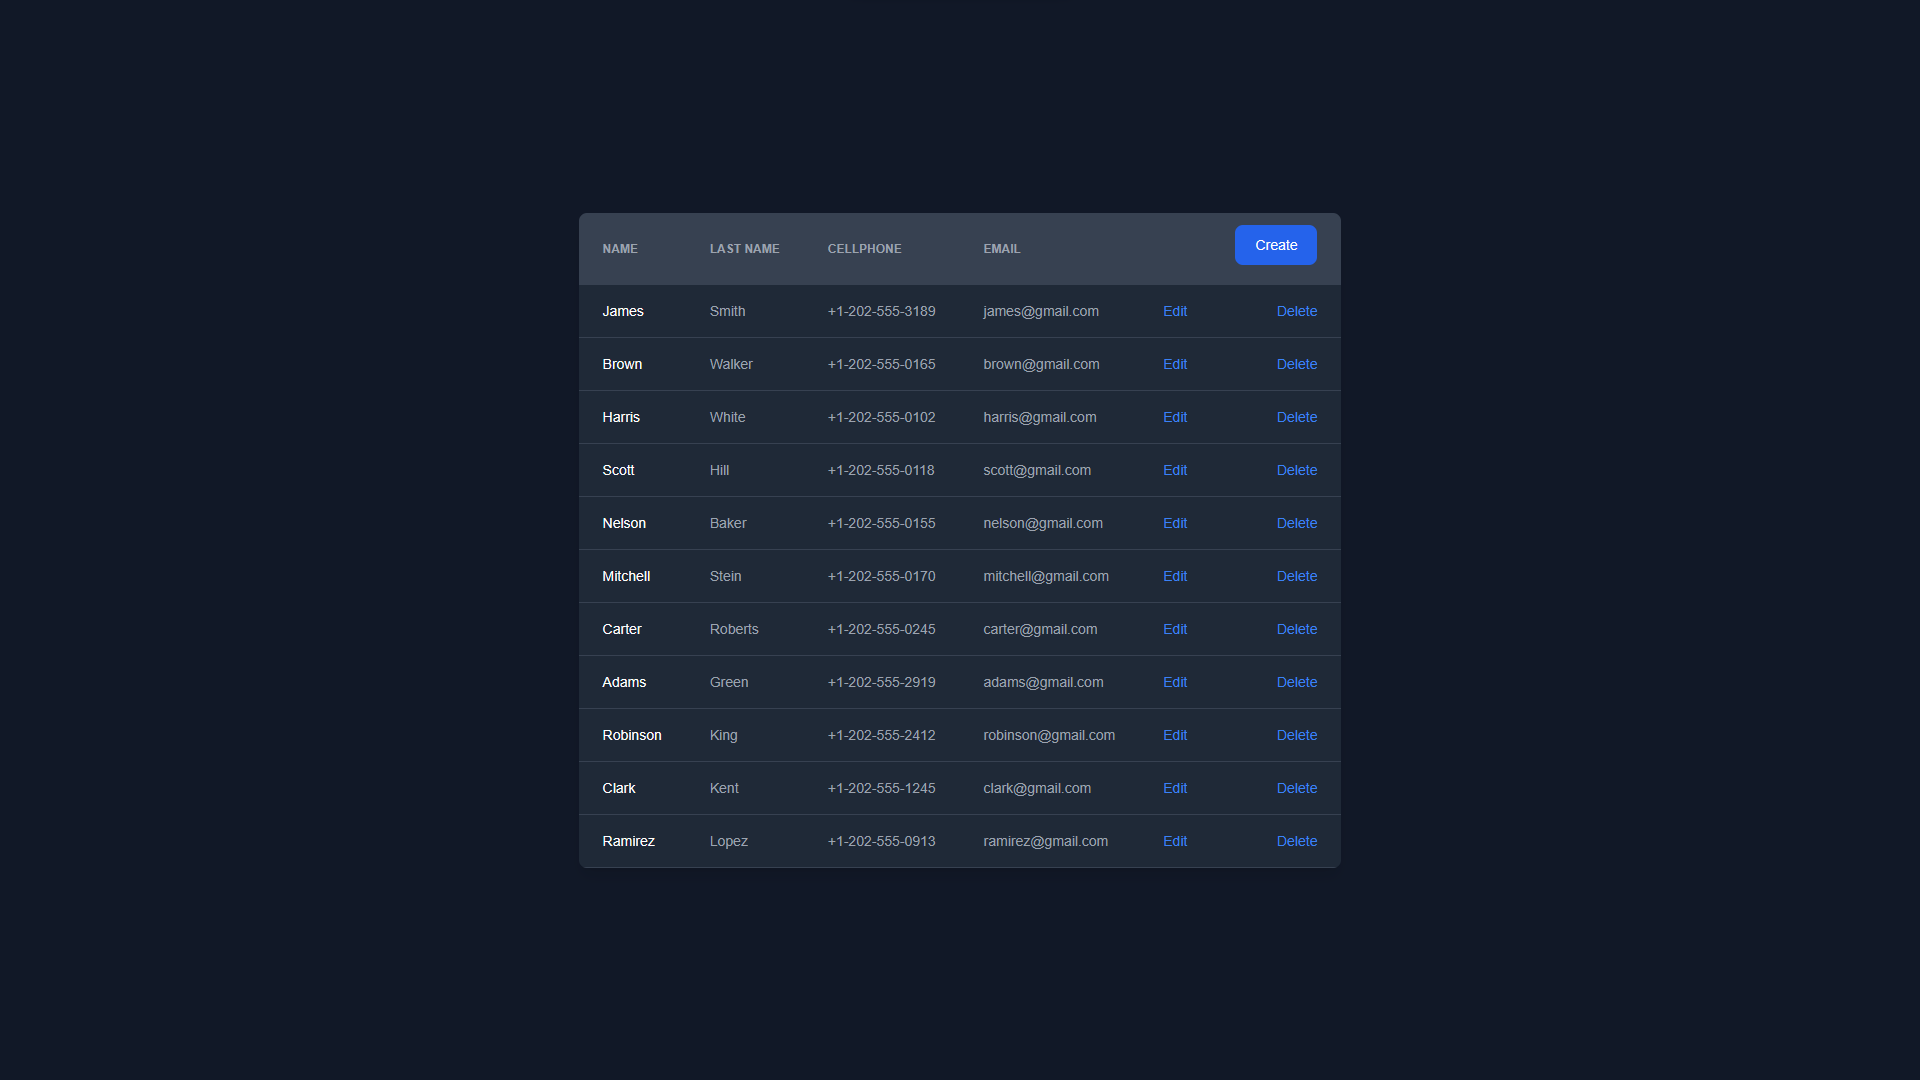 NAME LAST NAME CELLPHONE EMAIL Create
James Smith +1-202-555-3189 james@gmail.com Edit Delete
Brown Walker +1-202-555-0165 brown@gmail.com Edit Delete
Harris White +1-202-555-0102 harris@gmail.com Edit Delete
Scott Hill +1-202-555-0118 scott@gmail.com Edit Delete
Nelson Baker +1-202-555-0155 nelson@gmail.com Edit Delete
Mitchell Stein +1-202-555-0170 mitchell@gmail.com Edit Delete
Carter Roberts +1-202-555-0245 carter@gmail.com Edit Delete
Adams Green +1-202-555-2919 adams@gmail.com Edit Delete
Robinson King +1-202-555-2412 robinson@gmail.com Edit Delete
Clark Kent +1-202-555-1245 clark@gmail.com Edit Delete
Ramirez Lopez +1-202-555-0913 ramirez@gmail.com Edit Delete